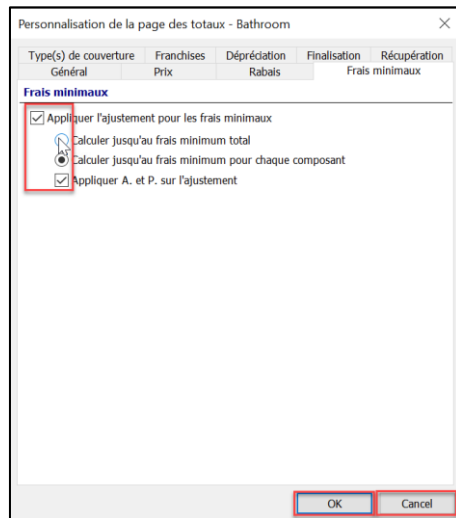 Personnalisation de la page des totaux - Bathroom
Type(s) de couverture Franchises Dépréciation Finalisation Récupération
Général Prix Rabais Frais minimaux
Frais minimaux
Appliquer l'ajustement pour les frais minimaux
Calculer jusqu'au frais minimum total
Calculer jusqu'au frais minimum pour chaque composant
Appliquer A. et P. sur l'ajustement
OK Cancel